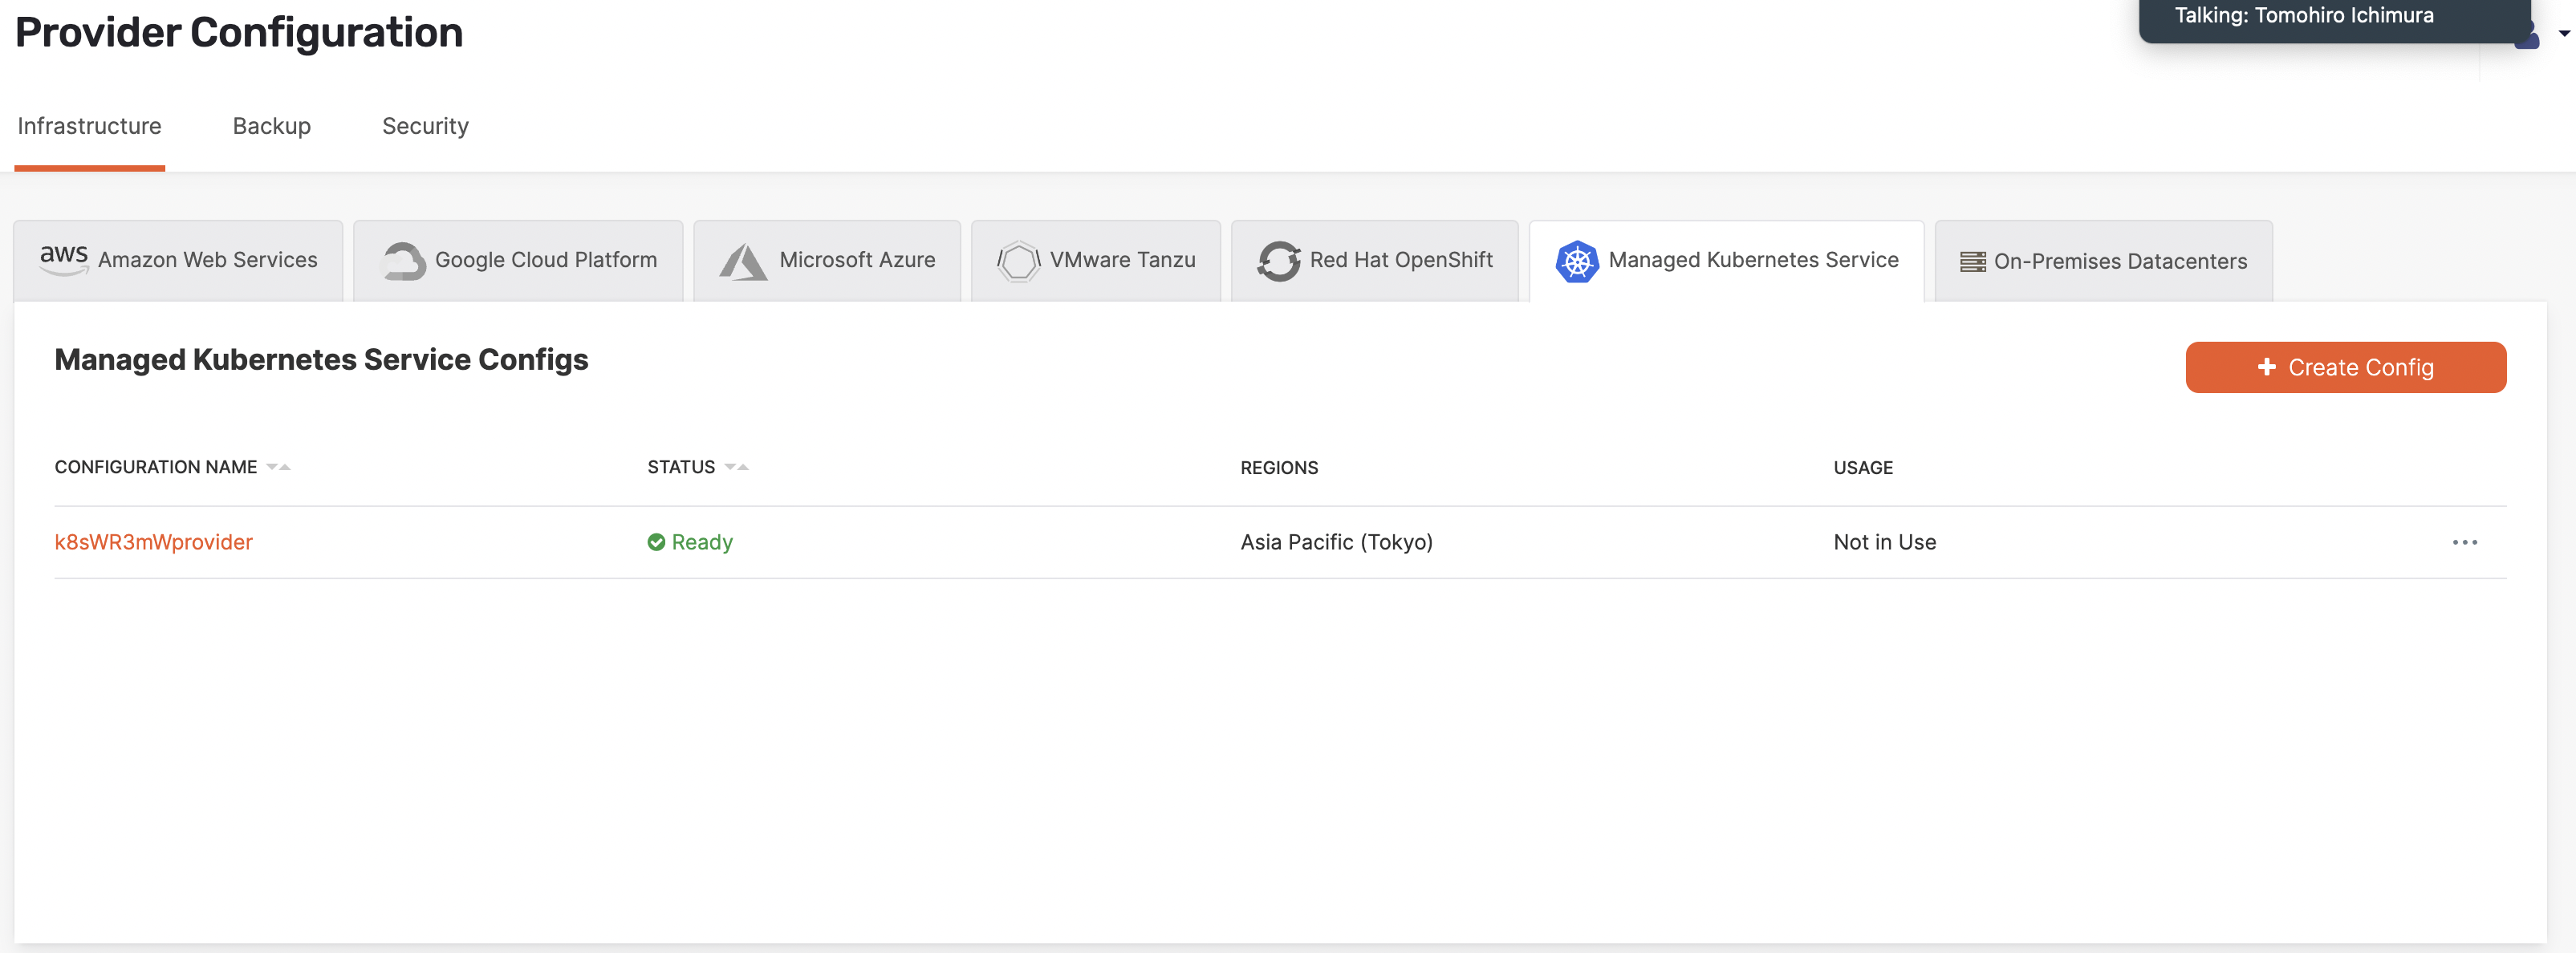 Provider Configuration
Talking: Tomohiro Ichimura
Infrastructure Backup Security
aws Amazon Web Services Google Cloud Platform Microsoft Azure VMware Tanzu Red Hat OpenShift Managed Kubernetes Service On-Premises Datacenters
Managed Kubernetes Service Configs
Create Config
CONFIGURATION NAME STATUS REGIONS USAGE
k8sWR3mWprovider Ready Asia Pacific (Tokyo) Not in Use